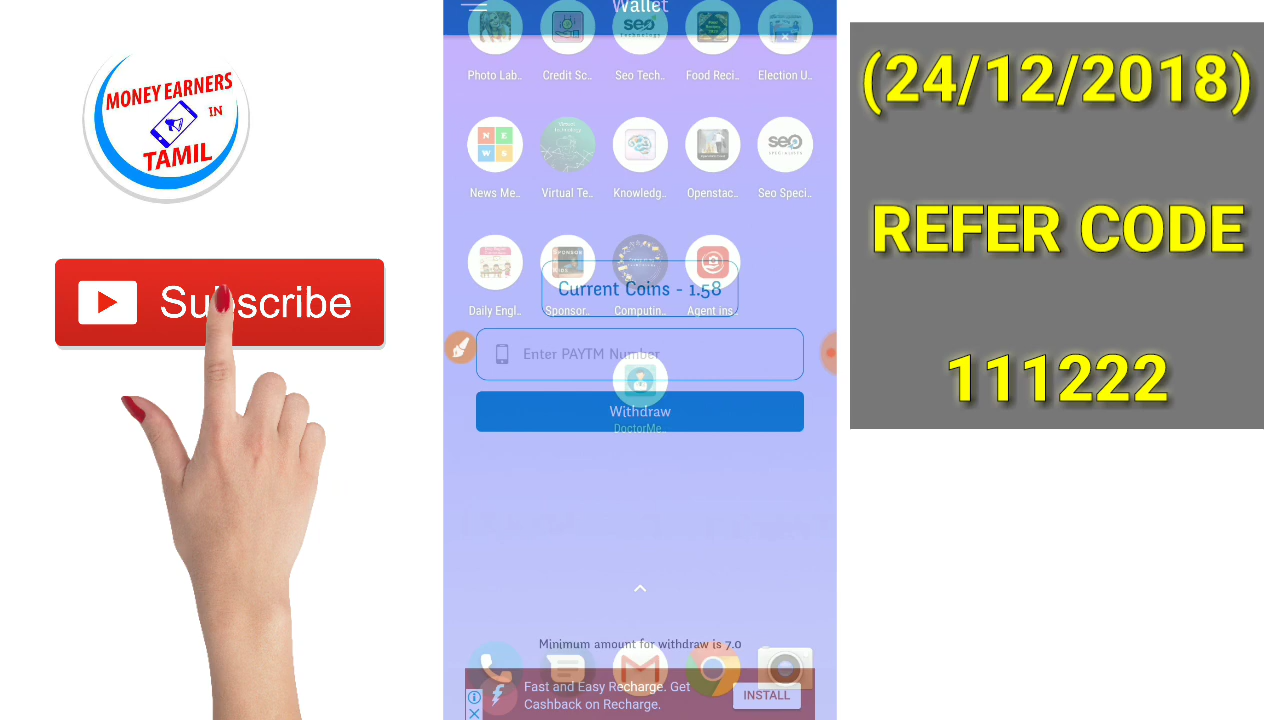 MONEY EARNERS
IN
TAMIL
Subscribe
Wallet
SEO
Photo Lab..
Credit Sc..
Seo Tech..
Food Reci..
Election U..
N E
W S
News Me..
Virtual Te..
Knowledg..
Openstac..
Seo Speci..
Daily Engl..
Sponsor..
Computin..
Agent ins..
Current Coins - 1.58
Enter PAYTM Number
Withdraw
DoctorMe..
Minimum amount for withdraw is 7.0
Fast and Easy Recharge. Get
Cashback on Recharge.
INSTALL
(24/12/2018)
REFER CODE
111222